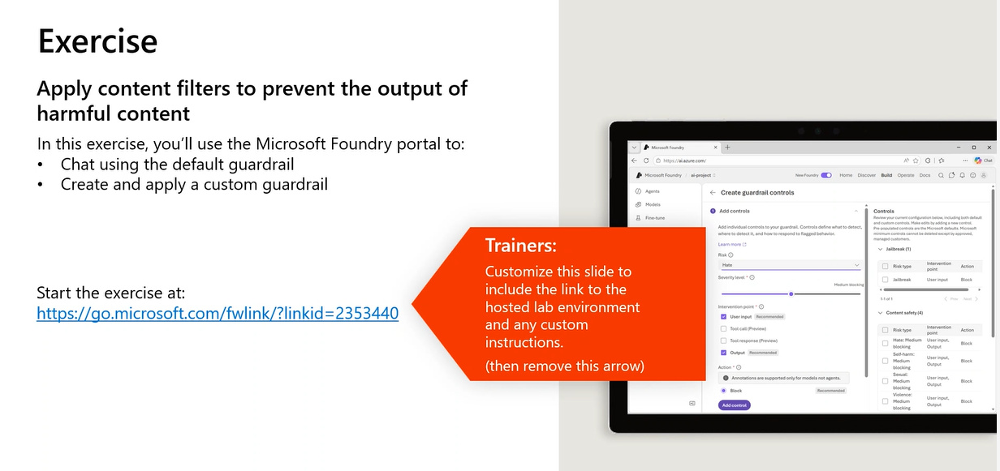 Exercise
Apply content filters to prevent the output of
harmful content
In this exercise, you'll use the Microsoft Foundry portal to:
• Chat using the default guardrail
• Create and apply a custom guardrail
Start the exercise at:
https://go.microsoft.com/fwlink/?linkid=2353440
Trainers:
Customize this slide to
include the link to the
hosted lab environment
and any custom
instructions.
(then remove this arrow)
Microsoft Foundry
https://ai.azure.com/
Chat
Microsoft Foundry / ai-project
New Foundry Home Discover Build Operate Docs
Agents
Models
Fine-tune
Create guardrail controls
1 Add controls
Add individual controls to your guardrail. Controls define what to detect,
where to detect it, and how to respond to flagged behavior.
Learn more
Risk
Hate
Severity level *
Medium blocking
Intervention point *
User input Recommended
Tool call (Preview)
Tool response (Preview)
Output Recommended
Action *
Annotations are supported only for models not agents.
Block Recommended
Add control
Controls
Review your current configuration below, including both default
and custom controls. Make edits by adding a new control.
Pre-populated controls are the Microsoft defaults. Microsoft
minimum controls cannot be deleted except by approved,
managed customers.
Jailbreak (1)
Risk type Intervention point Action
Jailbreak User input Block
1-1 of 1 Prev Next
Content safety (4)
Risk type Intervention point Action
Hate: Medium blocking User input, Output Block
Self-harm: Medium blocking User input, Output Block
Sexual: Medium blocking User input, Output Block
Violence: Medium blocking User input, Output Block